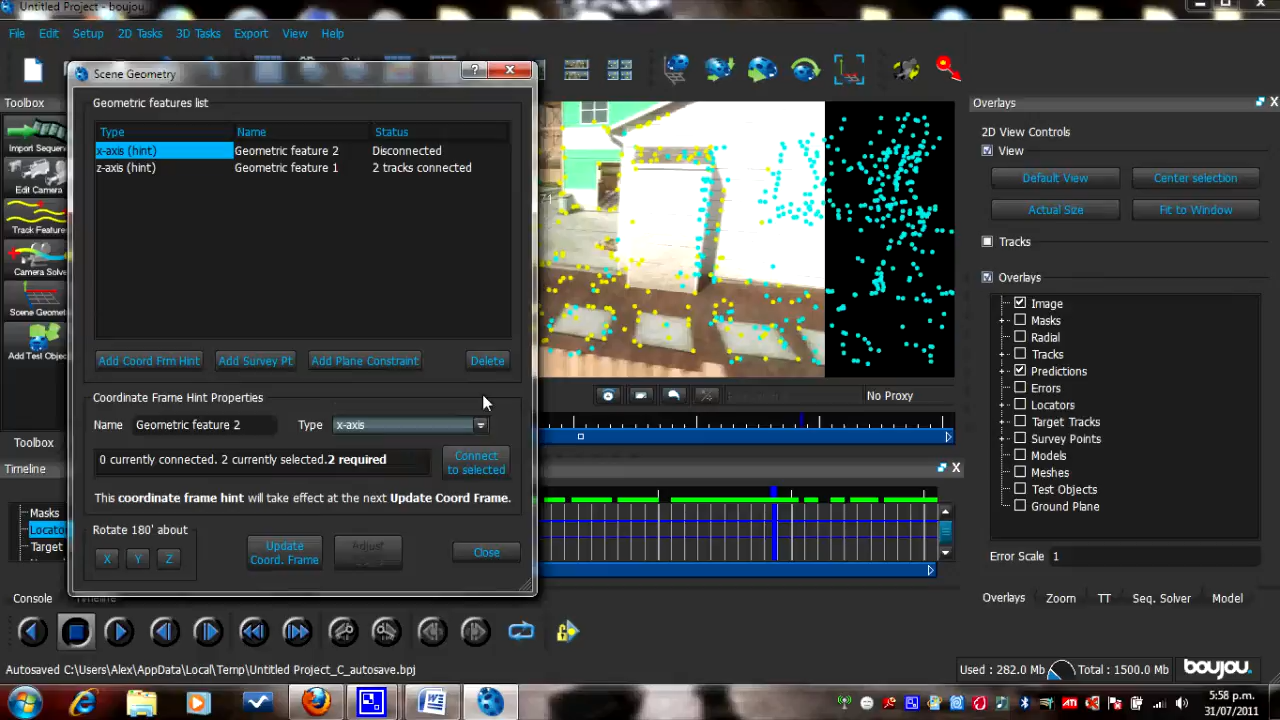 Untitled Project - boujou
File Edit Setup 2D Tasks 3D Tasks Export View Help
Toolbox
Import Sequen
Edit Camera
Track Feature
Camera Solve
Scene Geome
Add Test Obje
Toolbox
Timeline
Masks
Locato
Target
Scene Geometry
Geometric features list
Type Name Status
x-axis (hint) Geometric feature 2 Disconnected
z-axis (hint) Geometric feature 1 2 tracks connected
Add Coord Frm Hint Add Survey Pt Add Plane Constraint Delete
Coordinate Frame Hint Properties
Name Geometric feature 2 Type x-axis
0 currently connected. 2 currently selected. 2 required
Connect to selected
This coordinate frame hint will take effect at the next Update Coord Frame.
Rotate 180' about
X Y Z
Update Coord. Frame
Adjust
Close
No Proxy
Overlays
2D View Controls
View
Default View Center selection
Actual Size Fit to Window
Tracks
Overlays
Image
Masks
Radial
Tracks
Predictions
Errors
Locators
Target Tracks
Survey Points
Models
Meshes
Test Objects
Ground Plane
Error Scale 1
Console Timeline
Overlays Zoom TT Seq. Solver Model
Autosaved C:\Users\Alex\AppData\Local\Temp\Untitled Project_C_autosave.bpj
Used : 282.0 Mb Total : 1500.0 Mb
boujou
5:58 p.m.
31/07/2011